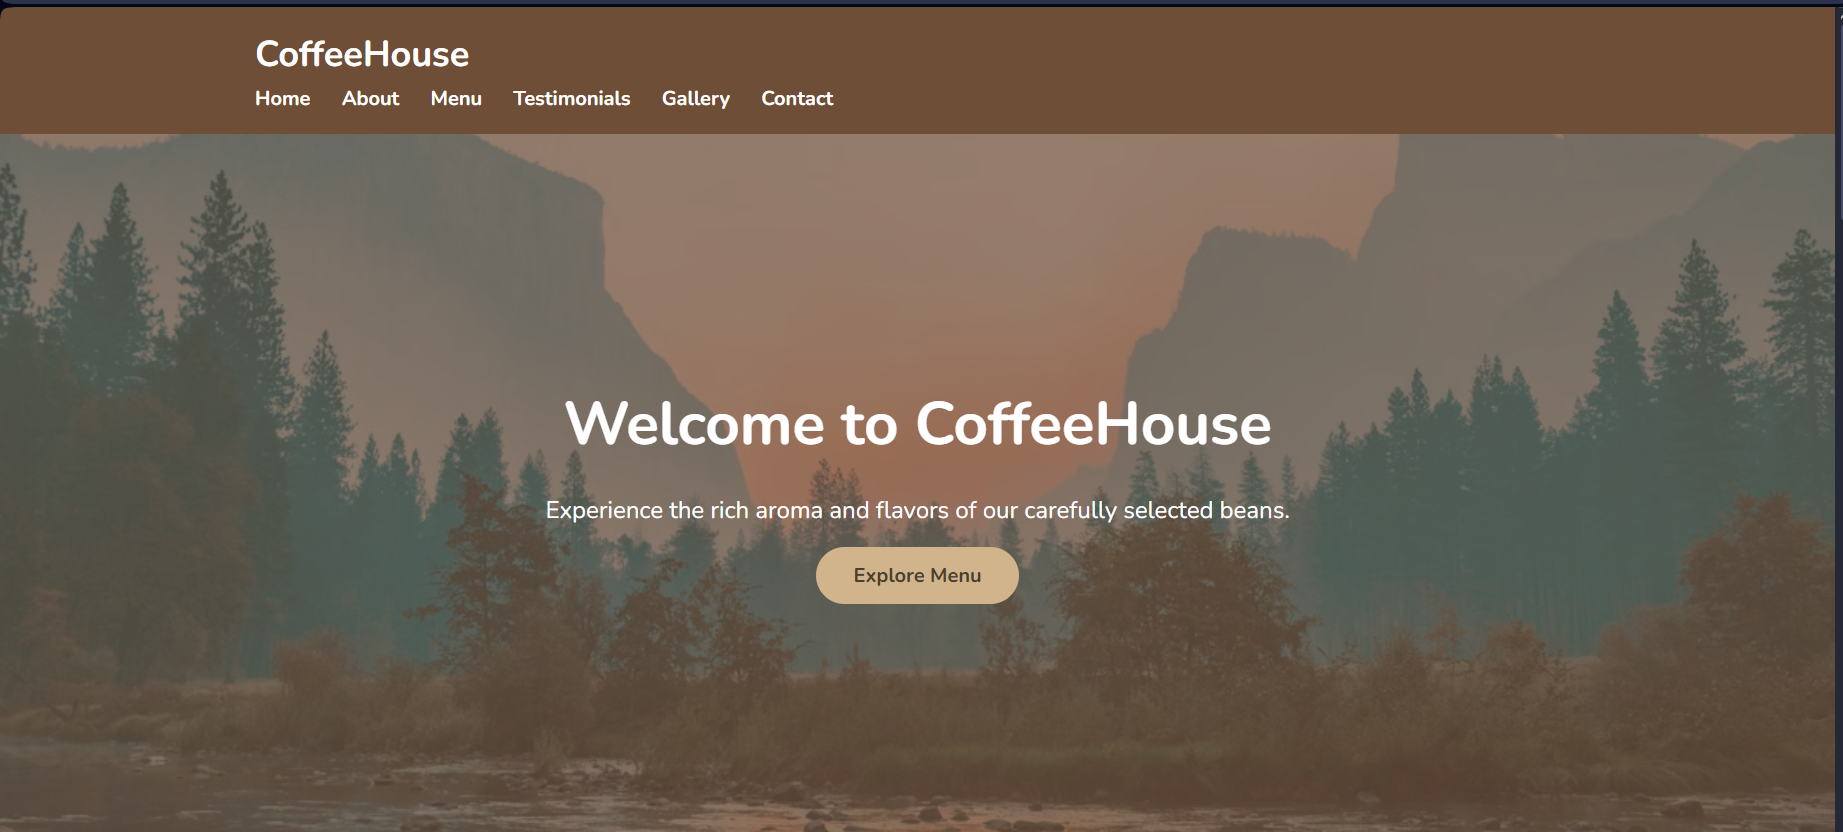 CoffeeHouse
Home About Menu Testimonials Gallery Contact
Welcome to CoffeeHouse
Experience the rich aroma and flavors of our carefully selected beans.
Explore Menu